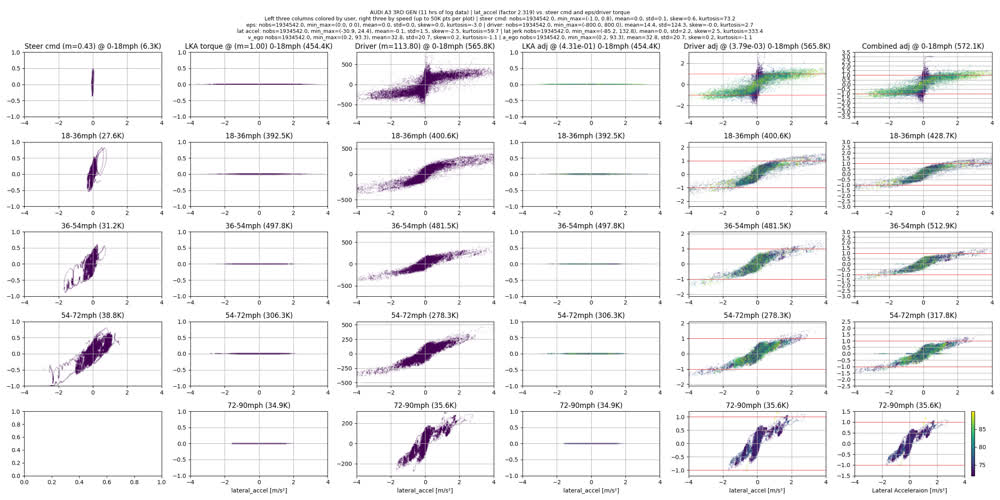 AUDI A3 3RD GEN (11 hrs of log data) | lat_accel (factor 2.319) vs. steer cmd and eps/driver torque
Left three columns colored by user, right three by speed (up to 50K pts per plot) | steer cmd: nobs=1934542.0, min_max=(-1.0, 0.8), mean=0.0, std=0.1, skew=0.6, kurtosis=73.2
eps: nobs=1934542.0, min_max=(0.0, 0.0), mean=0.0, std=0.0, skew=0.0, kurtosis=-3.0 | driver: nobs=1934542.0, min_max=(-800.0, 800.0), mean=14.4, std=124.3, skew=-0.0, kurtosis=2.7
lat accel: nobs=1934542.0, min_max=(-30.9, 24.4), mean=-0.1, std=1.5, skew=-2.5, kurtosis=59.7 | lat jerk nobs=1934542.0, min_max=(-85.2, 132.8), mean=0.0, std=2.2, skew=2.5, kurtosis=333.4
v_ego nobs=1934542.0, min_max=(0.2, 93.3), mean=32.8, std=20.7, skew=0.2, kurtosis=-1.1 | a_ego nobs=1934542.0, min_max=(0.2, 93.3), mean=32.8, std=20.7, skew=0.2, kurtosis=-1.1
Steer cmd (m=0.43) @ 0-18mph (6.3K)
LKA torque @ (m=1.00) 0-18mph (454.4K)
Driver (m=113.80) @ 0-18mph (565.8K)
LKA adj @ (4.31e-01) 0-18mph (454.4K)
Driver adj @ (3.79e-03) 0-18mph (565.8K)
Combined adj @ 0-18mph (572.1K)
18-36mph (27.6K)
18-36mph (392.5K)
18-36mph (400.6K)
18-36mph (392.5K)
18-36mph (400.6K)
18-36mph (428.7K)
36-54mph (31.2K)
36-54mph (497.8K)
36-54mph (481.5K)
36-54mph (497.8K)
36-54mph (481.5K)
36-54mph (512.9K)
54-72mph (38.8K)
54-72mph (306.3K)
54-72mph (278.3K)
54-72mph (306.3K)
54-72mph (278.3K)
54-72mph (317.8K)
72-90mph (34.9K)
72-90mph (35.6K)
72-90mph (34.9K)
72-90mph (35.6K)
72-90mph (35.6K)
85
80
75
lateral_accel [m/s²]
lateral_accel [m/s²]
lateral_accel [m/s²]
lateral_accel [m/s²]
Lateral Acceleraion [m/s²]